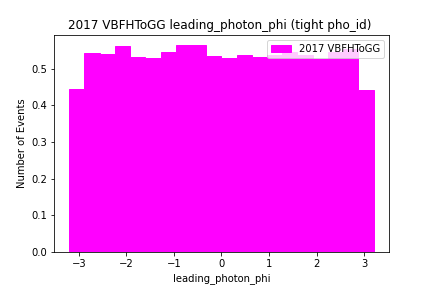 2017 VBFHToGG leading_photon_phi (tight pho_id)
2017 VBFHToGG
Number of Events
0.5
0.4
0.3
0.2
0.1
0.0
−3 −2 −1 0 1 2 3
leading_photon_phi